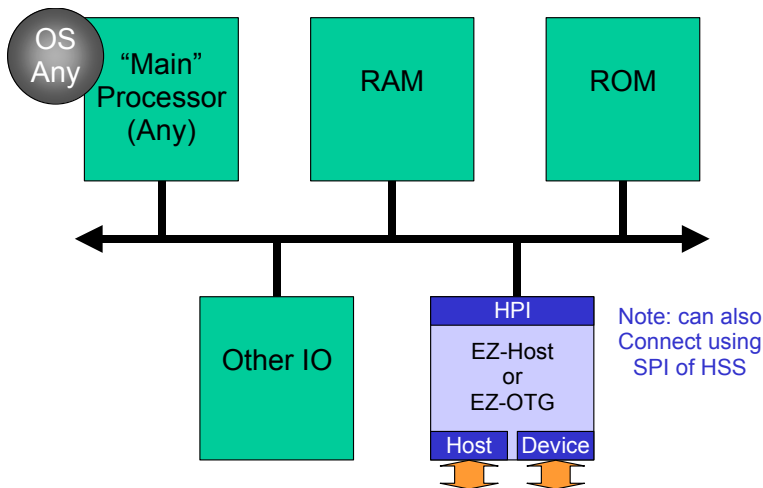 OS
Any
“Main”
Processor
(Any)
RAM
ROM
Other IO
HPI
EZ-Host
or
EZ-OTG
Host
Device
Note: can also
Connect using
SPI of HSS